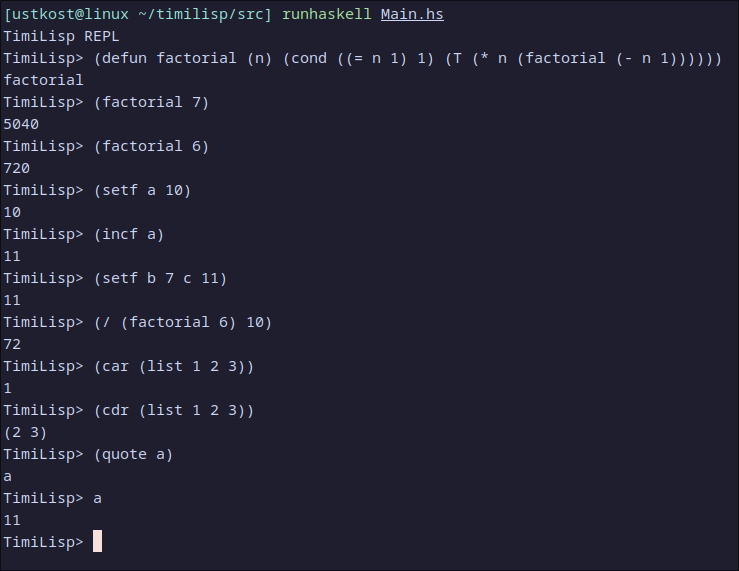 [ustkost@linux ~/timilisp/src] runhaskell Main.hs
TimiLisp REPL
TimiLisp> (defun factorial (n) (cond ((= n 1) 1) (T (* n (factorial (- n 1))))))
factorial
TimiLisp> (factorial 7)
5040
TimiLisp> (factorial 6)
720
TimiLisp> (setf a 10)
10
TimiLisp> (incf a)
11
TimiLisp> (setf b 7 c 11)
11
TimiLisp> (/ (factorial 6) 10)
72
TimiLisp> (car (list 1 2 3))
1
TimiLisp> (cdr (list 1 2 3))
(2 3)
TimiLisp> (quote a)
a
TimiLisp> a
11
TimiLisp>